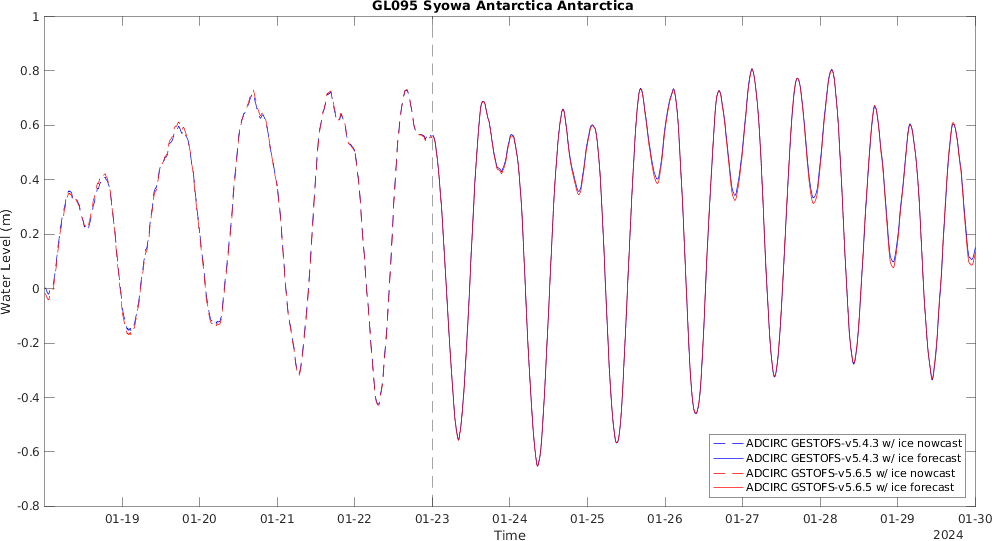 GL095 Syowa Antarctica Antarctica
Water Level (m)
1
0.8
0.6
0.4
0.2
0
-0.2
-0.4
-0.6
-0.8
ADCIRC GESTOFS-v5.4.3 w/ ice nowcast
ADCIRC GESTOFS-v5.4.3 w/ ice forecast
ADCIRC GSTOFS-v5.6.5 w/ ice nowcast
ADCIRC GSTOFS-v5.6.5 w/ ice forecast
01-19 01-20 01-21 01-22 01-23 01-24 01-25 01-26 01-27 01-28 01-29 01-30
Time
2024